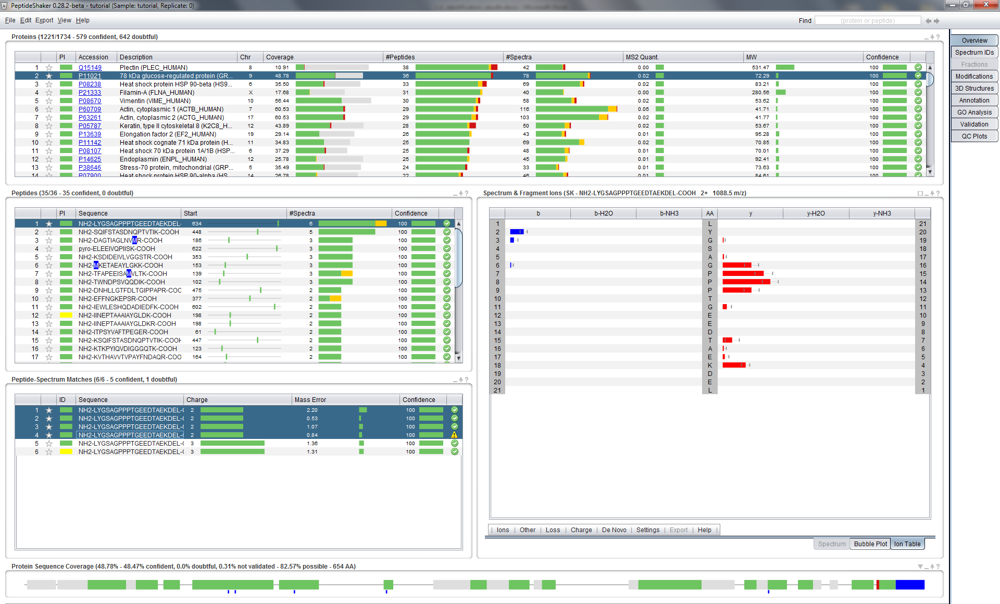 PeptideShaker 0.28.2-beta - tutorial (Sample: tutorial, Replicate: 0)
File Edit Export View Help
Find (protein or peptide)
Proteins (1221/1734 - 579 confident, 642 doubtful)
PI Accession Description Chr Coverage #Peptides #Spectra MS2 Quant. MW Confidence
1 Q15149 Plectin (PLEC_HUMAN) 8 10.91 38 42 0.00 531.47 100
2 P11021 78 kDa glucose-regulated protein (GR... 9 48.78 36 78 0.02 72.29 100
3 P08238 Heat shock protein HSP 90-beta (HS9... 6 35.50 33 69 0.02 83.21 100
4 P21333 Filamin-A (FLNA_HUMAN) X 17.68 31 40 0.00 280.56 100
5 P08670 Vimentin (VIME_HUMAN) 10 56.44 30 58 0.02 53.62 100
6 P60709 Actin, cytoplasmic 1 (ACTB_HUMAN) 7 60.53 29 116 0.05 41.71 100
7 P63261 Actin, cytoplasmic 2 (ACTG_HUMAN) 17 60.53 29 103 0.02 41.77 100
8 P05787 Keratin, type II cytoskeletal 8 (K2C8_H... 12 43.89 28 50 0.02 53.67 100
9 P13639 Elongation factor 2 (EF2_HUMAN) 19 29.14 26 43 0.01 95.28 100
10 P11142 Heat shock cognate 71 kDa protein (H... 11 34.83 25 69 0.02 70.85 100
11 P08107 Heat shock 70 kDa protein 1A/1B (HSP... 6 37.29 25 48 0.01 70.01 100
12 P14625 Endoplasmin (ENPL_HUMAN) 12 25.78 25 45 0.01 92.41 100
13 P38646 Stress-70 protein, mitochondrial (GRP... 5 35.49 24 33 0.01 73.63 100
14 P07900 Heat shock protein HSP 90-alpha (HS... 14 26.78 22 46 0.01 84.61 100
Overview
Spectrum IDs
Fractions
Modifications
3D Structures
Annotation
GO Analysis
Validation
QC Plots
Peptides (35/36 - 35 confident, 0 doubtful)
PI Sequence Start #Spectra Confidence
1 NH2-LYGSAGPPPTGEEDTAEKDEL- 634 6 100
2 NH2-SQIFSTASDNQPTVTIK-COOH 448 5 100
3 NH2-DAGTIAGLNVMR-COOH 186 3 100
4 pyro-ELEEIVQPIISK-COOH 622 3 100
5 NH2-KSDIDEIVLVGGSTR-COOH 353 3 100
6 NH2-MKETAEAYLGKK-COOH 153 3 100
7 NH2-TFAPEEISAMVLTK-COOH 139 3 100
8 NH2-TWNDPSVQQDIK-COOH 102 3 100
9 NH2-DNHLLGTFDLTGIPPAPR-COO 475 2 100
10 NH2-EFFNGKEPSR-COOH 377 2 100
11 NH2-IEWLESHQDADIEDFK-COOH 602 2 100
12 NH2-IINEPTAAAIAYGLDK-COOH 198 2 100
13 NH2-IINEPTAAAIAYGLDKR-COOH 198 2 100
14 NH2-ITPSYVAFTPEGER-COOH 61 2 100
15 NH2-KSQIFSTASDNQPTVTIK-COOH 447 2 100
16 NH2-KTKPYIQVDIGGGQTK-COOH 123 2 100
17 NH2-KVTHAVVTVPAYFNDAQR-COO 164 2 100
Peptide-Spectrum Matches (6/6 - 5 confident, 1 doubtful)
ID Sequence Charge Mass Error Confidence
1 NH2-LYGSAGPPPTGEEDTAEKDEL-( 2 2.20 100
2 NH2-LYGSAGPPPTGEEDTAEKDEL-( 2 0.53 100
3 NH2-LYGSAGPPPTGEEDTAEKDEL-( 2 1.07 100
4 NH2-LYGSAGPPPTGEEDTAEKDEL-( 2 0.84 100
5 NH2-LYGSAGPPPTGEEDTAEKDEL-( 3 1.36 100
6 NH2-LYGSAGPPPTGEEDTAEKDEL-( 3 1.31 100
Spectrum & Fragment Ions (SK - NH2-LYGSAGPPPTGEEDTAEKDEL-COOH 2+ 1088.5 m/z)
b b-H2O b-NH3 AA y y-H2O y-NH3
1 L 21
2 Y 20
3 G 19
4 S 18
5 A 17
6 G 16
7 P 15
8 P 14
9 P 13
10 T 12
11 G 11
12 E 10
13 E 9
14 D 8
15 T 7
16 A 6
17 E 5
18 K 4
19 D 3
20 E 2
21 L 1
Ions | Other | Loss | Charge | De Novo | Settings | Export | Help
Spectrum Bubble Plot Ion Table
Protein Sequence Coverage (48.78% - 48.47% confident, 0.0% doubtful, 0.31% not validated - 82.57% possible - 654 AA)